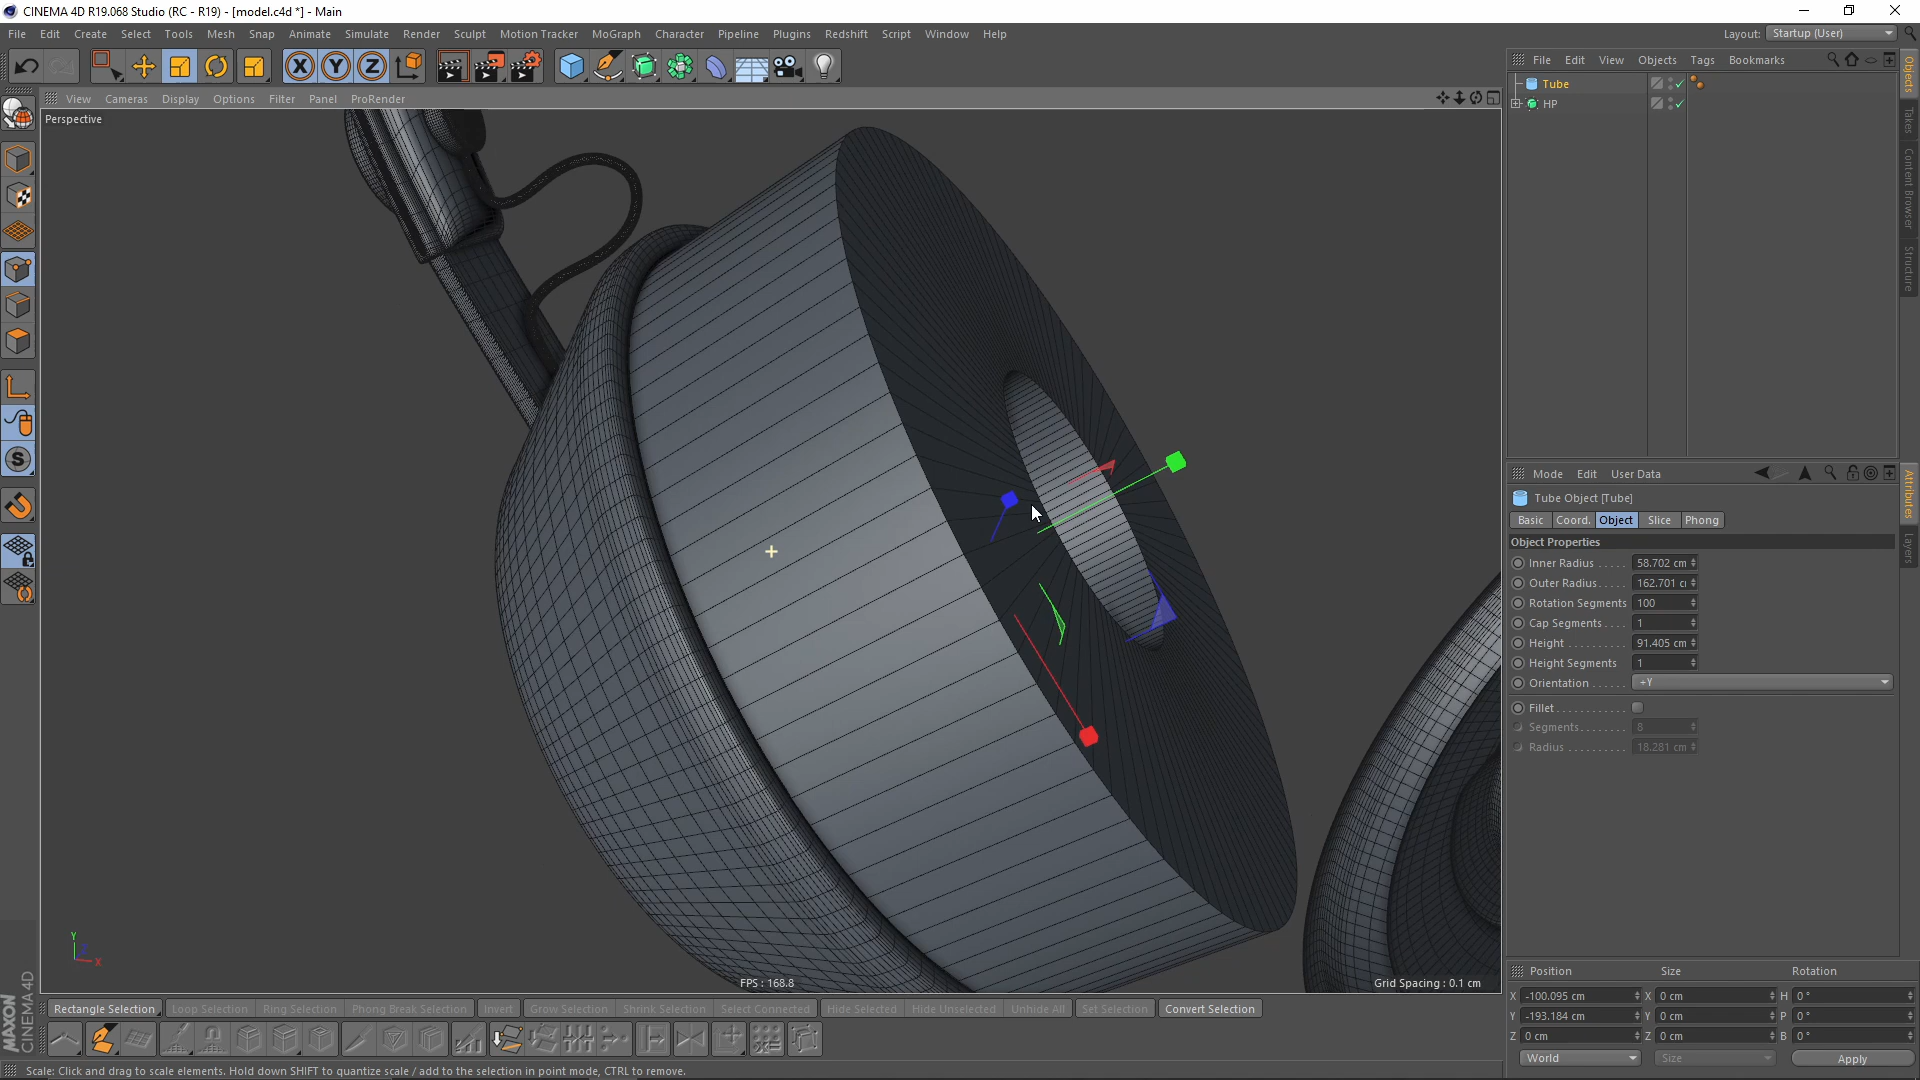 CINEMA 4D R19.068 Studio (RC - R19) - [model.c4d *] - Main
File Edit Create Select Tools Mesh Snap Animate Simulate Render Sculpt Motion Tracker MoGraph Character Pipeline Plugins Redshift Script Window Help
Layout: Startup (User)
X Y Z
File Edit View Objects Tags Bookmarks
View Cameras Display Options Filter Panel ProRender
Perspective
Tube
HP
Objects
Takes
Content Browser
Structure
Mode Edit User Data
Tube Object [Tube]
Basic Coord. Object Slice Phong
Object Properties
Inner Radius 58.702 cm
Outer Radius 162.701
Rotation Segments 100
Cap Segments 1
Height 91.405 cm
Height Segments 1
Orientation +Y
Fillet
Segments 8
Radius 18.281 cm
Attributes
Layers
S
Y
Z
X
FPS : 168.8
Grid Spacing : 0.1 cm
Rectangle Selection Loop Selection Ring Selection Phong Break Selection Invert Grow Selection Shrink Selection Select Connected Hide Selected Hide Unselected Unhide All Set Selection Convert Selection
Position Size Rotation
X -100.095 cm X 0 cm H 0°
Y -193.184 cm Y 0 cm P 0°
Z 0 cm Z 0 cm B 0°
World Size Apply
MAXON
CINEMA 4D
Scale: Click and drag to scale elements. Hold down SHIFT to quantize scale / add to the selection in point mode, CTRL to remove.